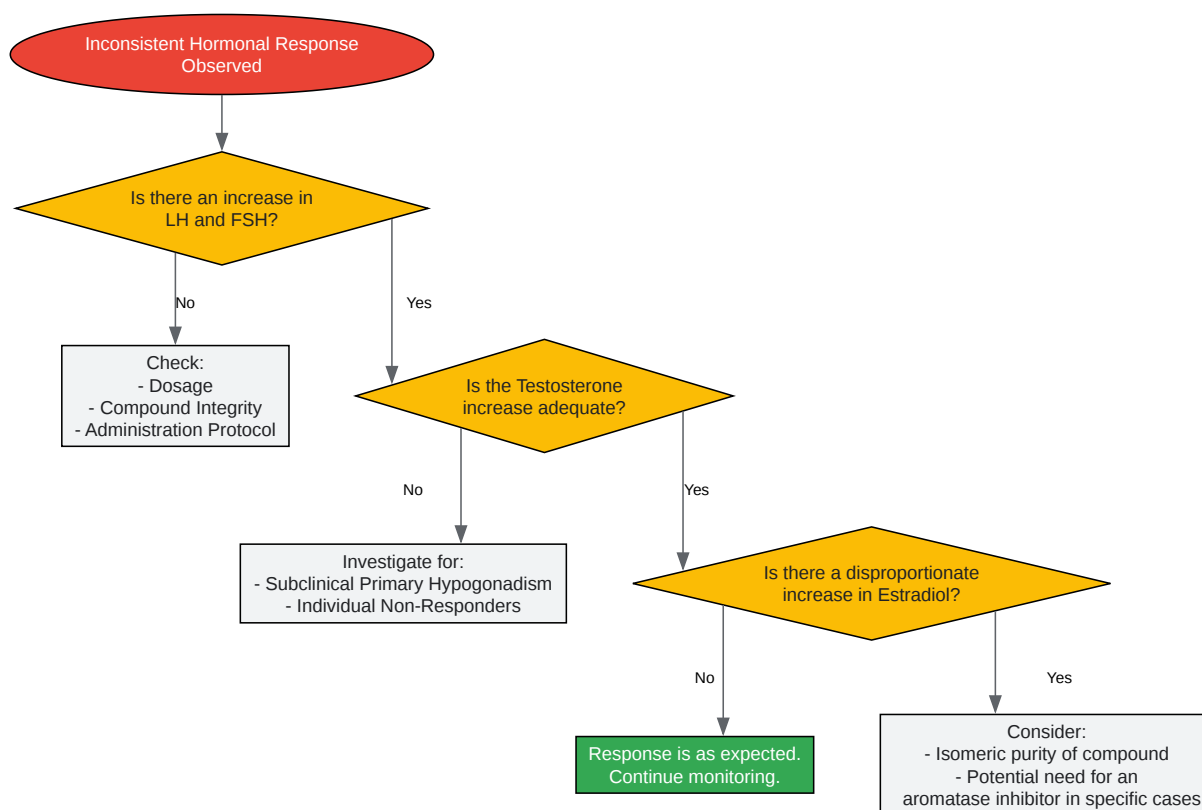 Inconsistent Hormonal Response
Observed
Is there an increase in
LH and FSH?
No
Yes
Check:
- Dosage
- Compound Integrity
- Administration Protocol
Is the Testosterone
increase adequate?
No
Yes
Investigate for:
- Subclinical Primary Hypogonadism
- Individual Non-Responders
Is there a disproportionate
increase in Estradiol?
No
Yes
Response is as expected.
Continue monitoring.
Consider:
- Isomeric purity of compound
- Potential need for an
aromatase inhibitor in specific cases